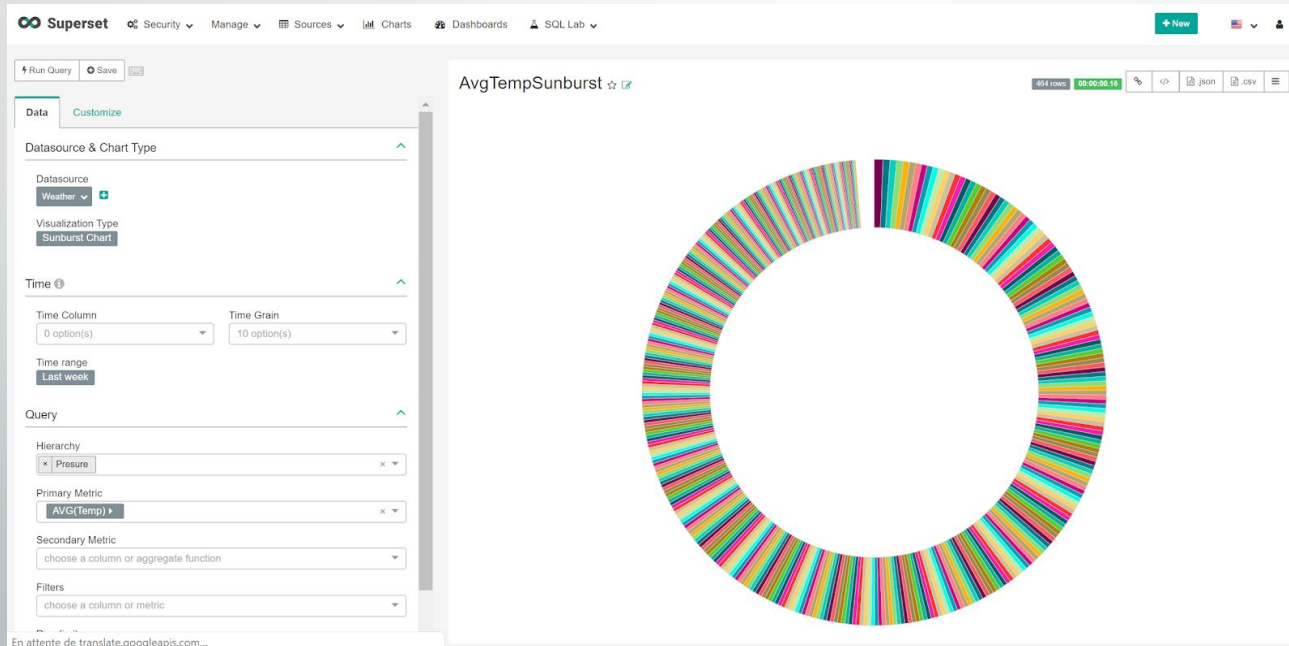 Superset Security Manage Sources Charts Dashboards SQL Lab + New
Run Query Save
AvgTempSunburst
464 rows 00:00:00.15 </> .json .csv
Data Customize
Datasource & Chart Type
Datasource
Weather
Visualization Type
Sunburst Chart
Time
Time Column Time Grain
0 option(s) 10 option(s)
Time range
Last week
Query
Hierarchy
× Presure ×
Primary Metric
AVG(Temp) ×
Secondary Metric
choose a column or aggregate function
Filters
choose a column or metric
En attente de translate.googleapis.com...